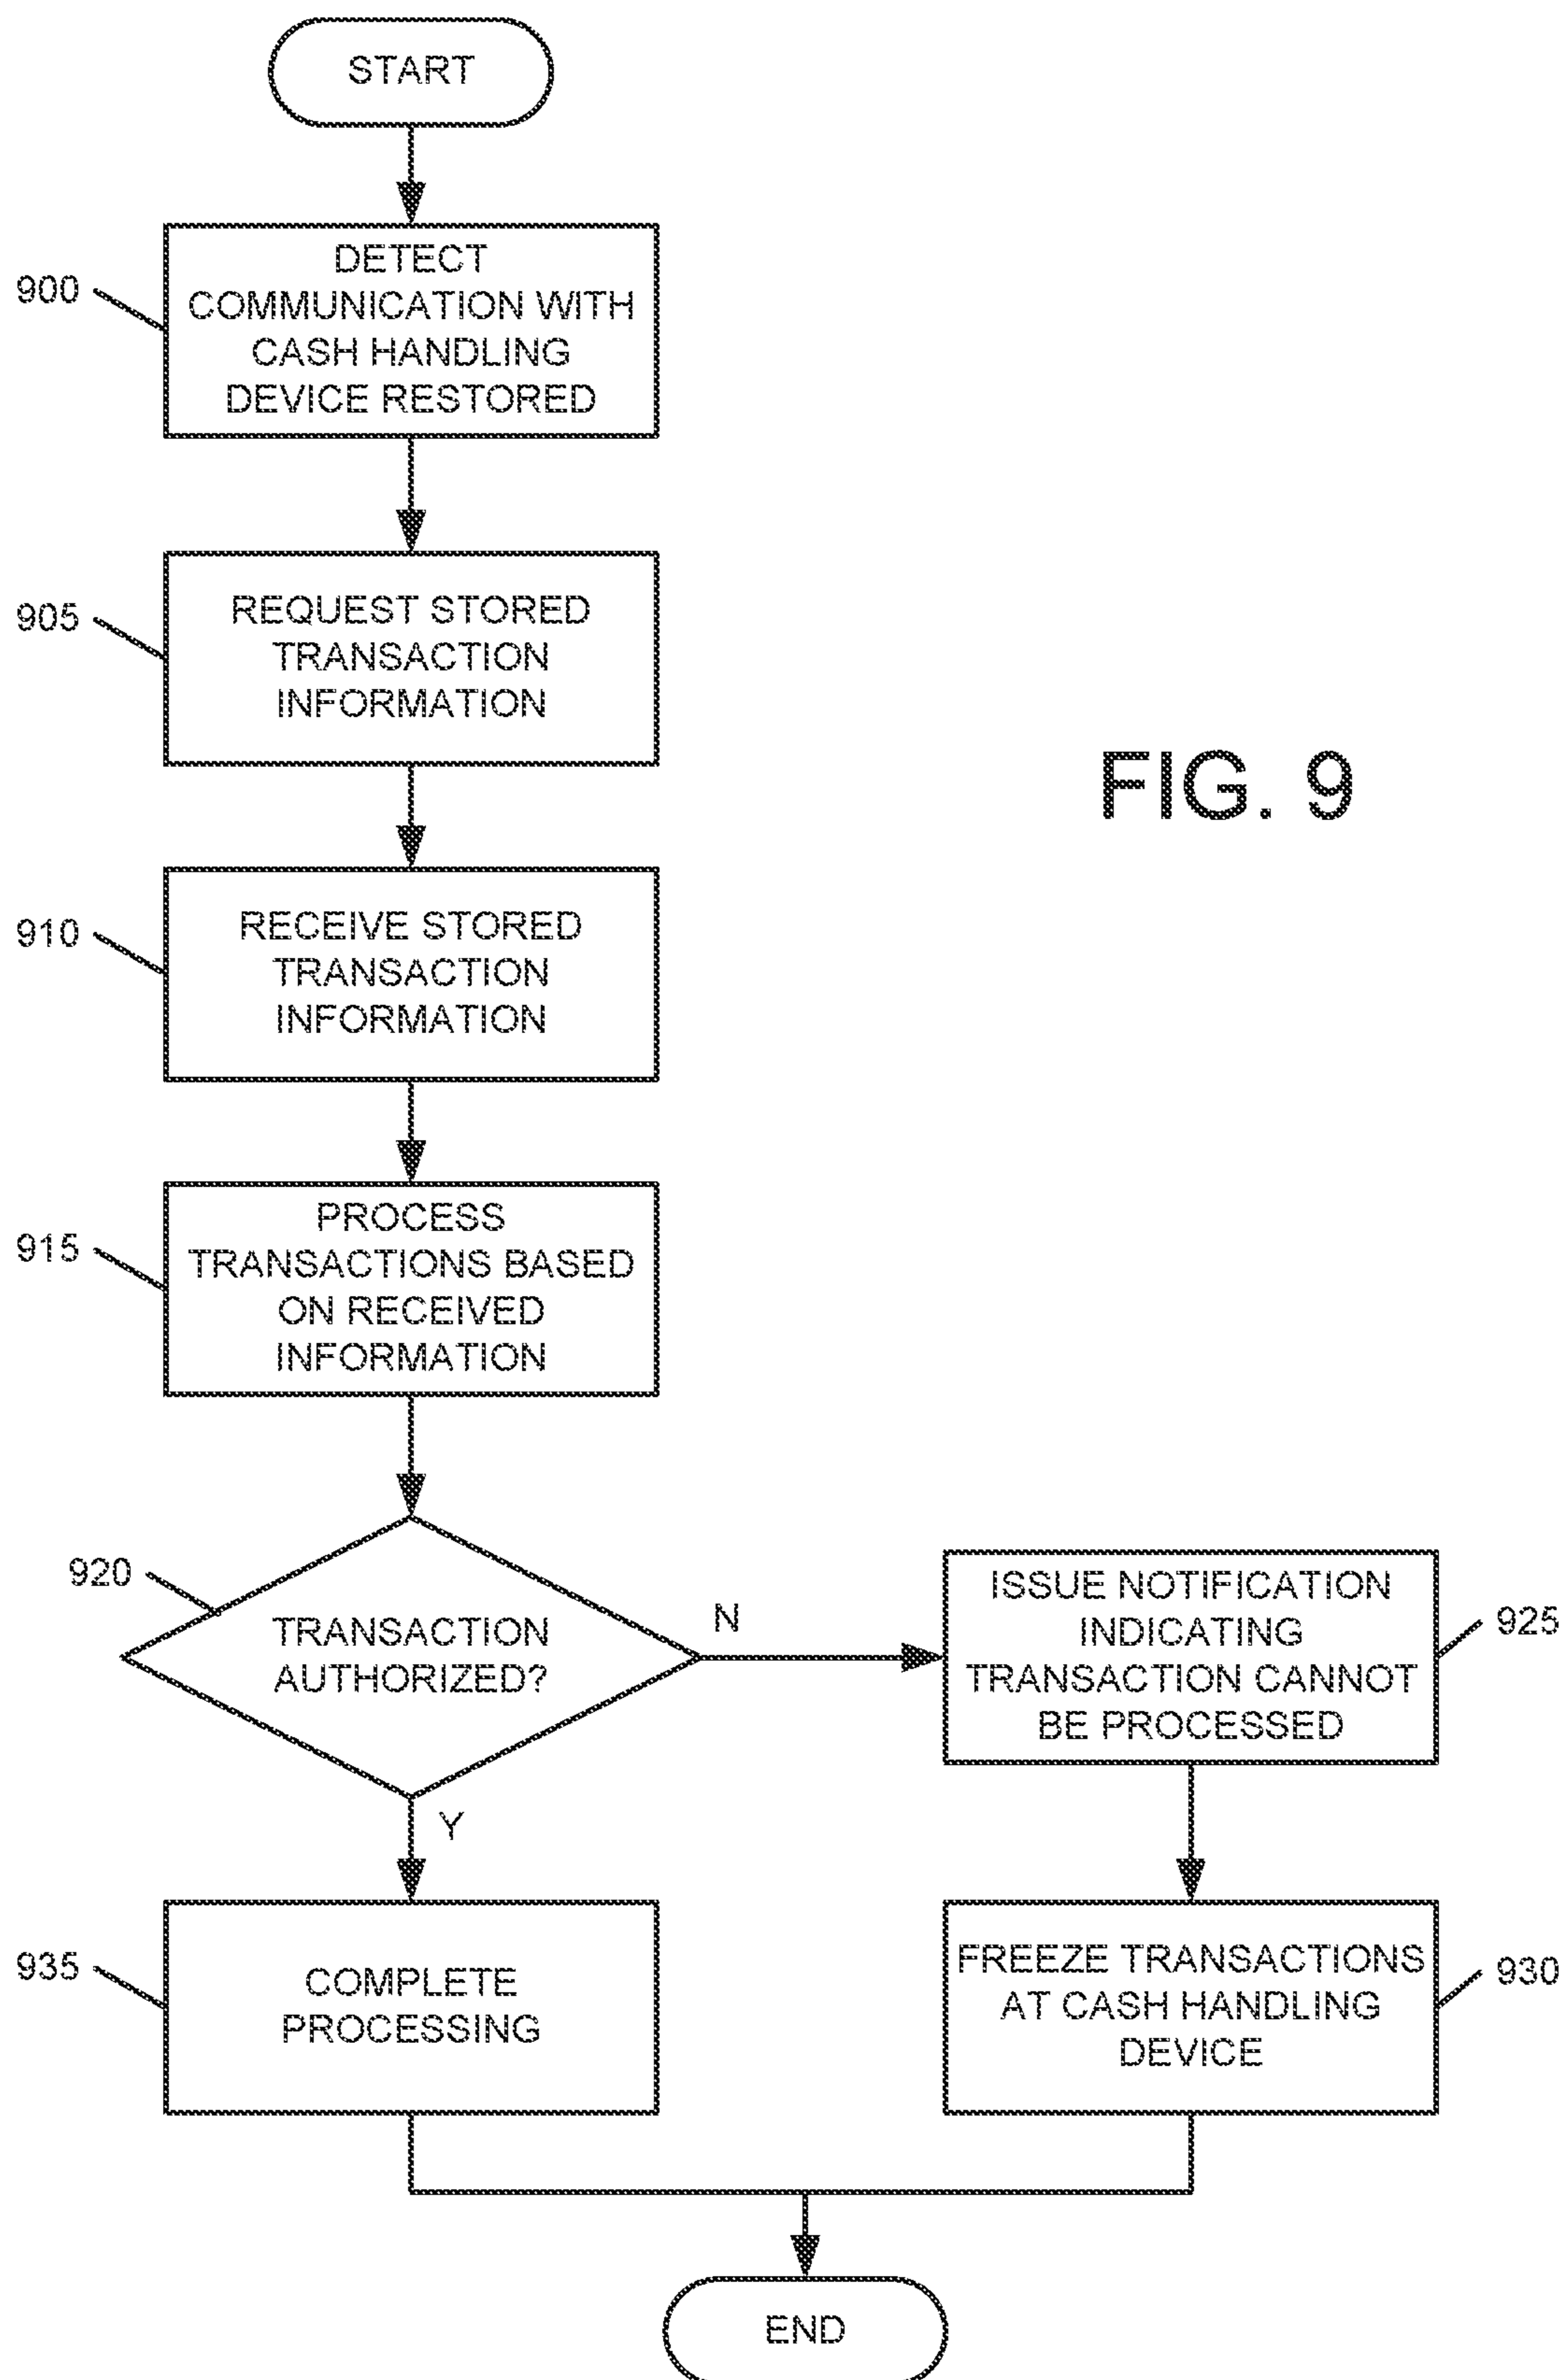 START
900
DETECT
COMMUNICATION WITH
CASH HANDLING
DEVICE RESTORED
905
REQUEST STORED
TRANSACTION
INFORMATION
FIG. 9
910
RECEIVE STORED
TRANSACTION
INFORMATION
915
PROCESS
TRANSACTIONS BASED
ON RECEIVED
INFORMATION
920
TRANSACTION
AUTHORIZED?
N
ISSUE NOTIFICATION
INDICATING
TRANSACTION CANNOT
BE PROCESSED
925
Y
935
COMPLETE
PROCESSING
FREEZE TRANSACTIONS
AT CASH HANDLING
DEVICE
930
END